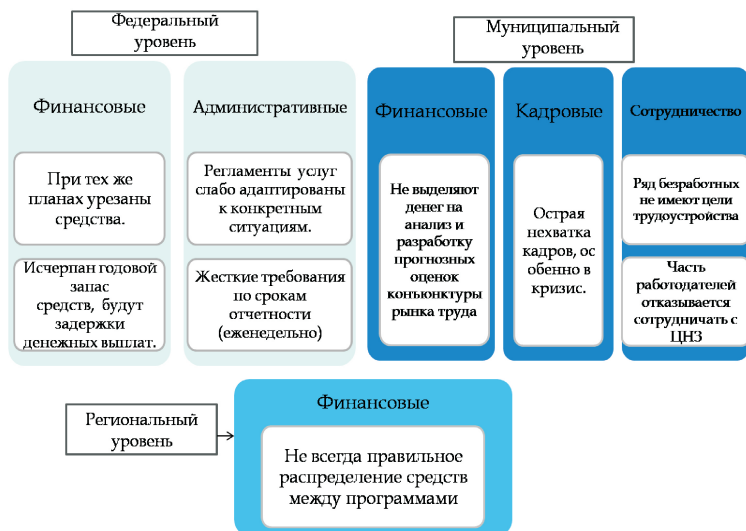 Федеральный
уровень
Финансовые
При тех же
планах урезаны
средства.
Исчерпан годовой
запас
средств, будут
задержки
денежных выплат.
Административные
Регламенты услуг
слабо адаптированы
к конкретным
ситуациям.
Жесткие требования
по срокам
отчетности
(еженедельно)
Муниципальный
уровень
Финансовые
Не выделяют
денег на
анализ и
разработку
прогнозных
оценок
конъюнктуры
рынка труда
Кадровые
Острая
нехватка
кадров, ос
обенно в
кризис.
Сотрудничество
Ряд безработных
не имеют цели
трудоустройства
Часть
работодателей
отказывается
сотрудничать с
ЦНЗ
Региональный
уровень
Финансовые
Не всегда правильное
распределение средств
между программами